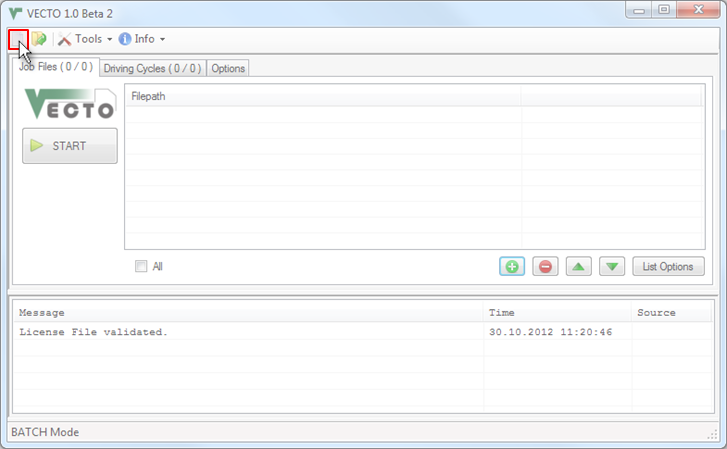 VECTO 1.0 Beta 2
Tools Info
Job Files ( 0 / 0 ) Driving Cycles ( 0 / 0 ) Options
VECTO
START
Filepath
All
List Options
Message Time Source
License File validated. 30.10.2012 11:20:46
BATCH Mode